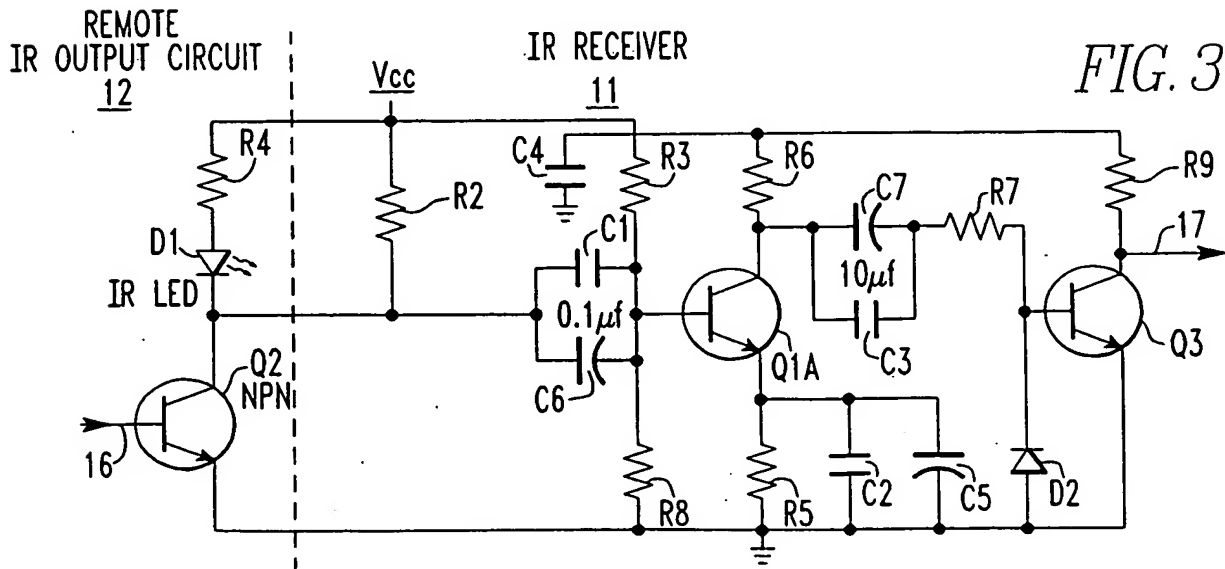 REMOTE
IR OUTPUT CIRCUIT
12
IR RECEIVER
11
FIG. 3
Vcc
R4
R2
C4
R3
R6
C7
R7
R9
D1
IR LED
C1
0.1μf
C6
10μf
C3
17
Q2
NPN
Q1A
Q3
16
R8
R5
C2
C5
D2